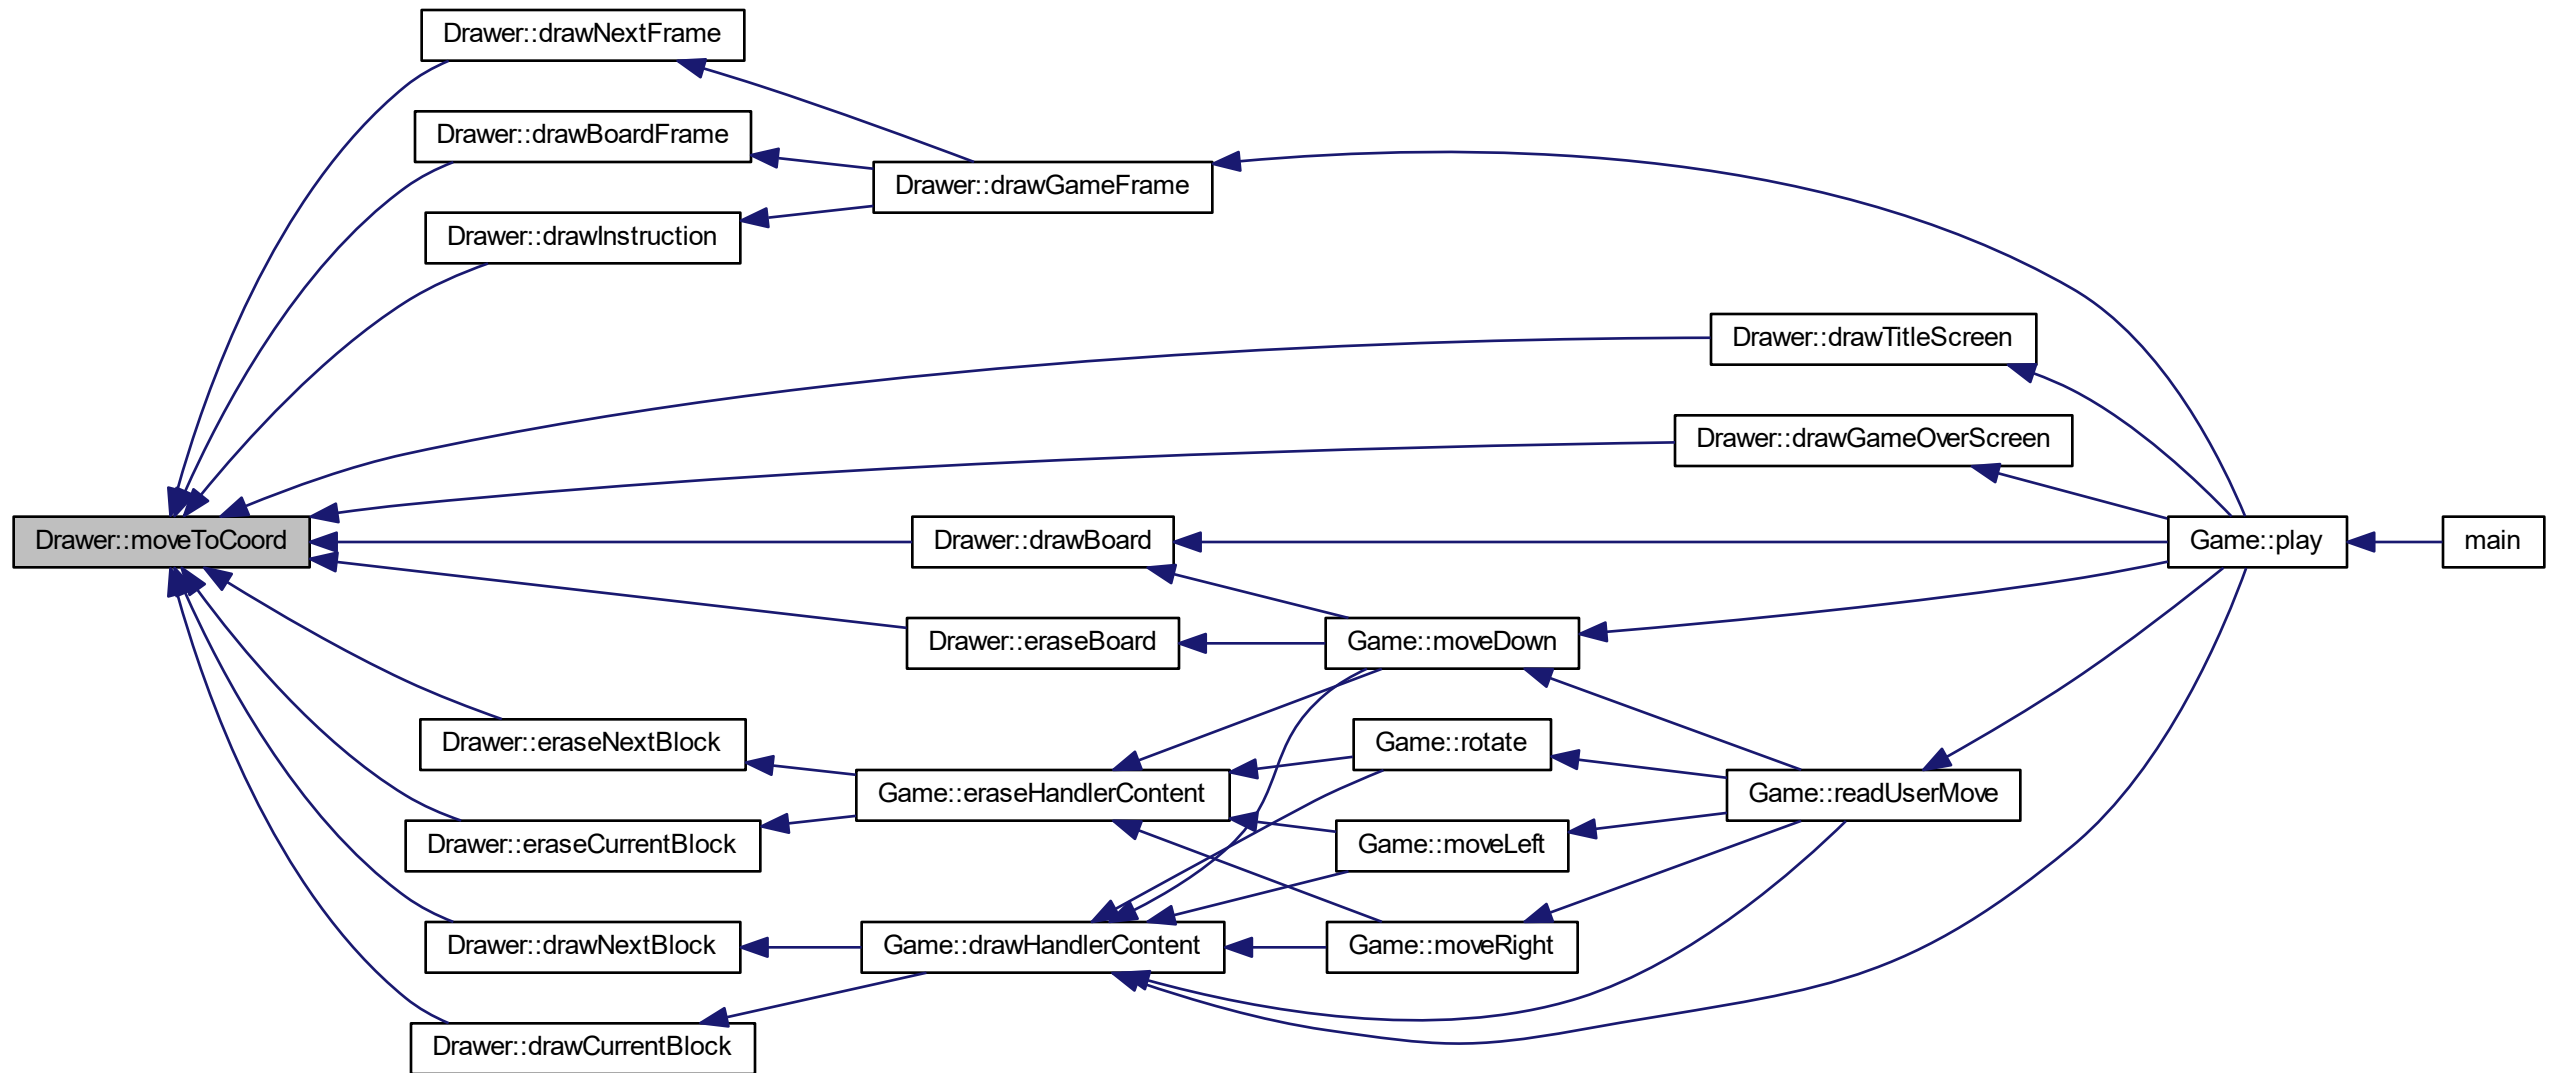 Drawer::drawNextFrame
Drawer::drawBoardFrame
Drawer::drawGameFrame
Drawer::drawInstruction
Drawer::drawTitleScreen
Drawer::drawGameOverScreen
Drawer::moveToCoord
Drawer::drawBoard
Game::play
main
Drawer::eraseBoard
Game::moveDown
Drawer::eraseNextBlock
Game::rotate
Game::eraseHandlerContent
Game::readUserMove
Drawer::eraseCurrentBlock
Game::moveLeft
Drawer::drawNextBlock
Game::drawHandlerContent
Game::moveRight
Drawer::drawCurrentBlock